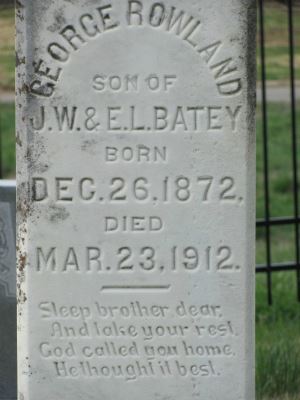 GEORGE ROWLAND
SON OF
J.W. & E.L. BATEY
BORN
DEC. 26, 1872.
DIED
MAR. 23, 1912.
Sleep brother, dear,
And take your rest,
God called you home,
He thought it best.